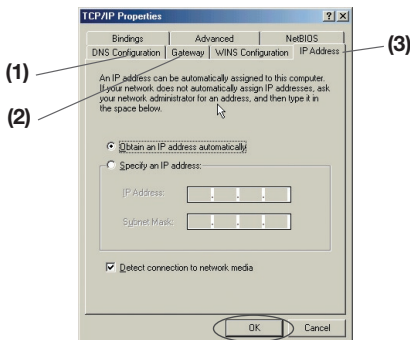 TCP/IP Properties
Bindings Advanced NetBIOS
DNS Configuration Gateway WINS Configuration IP Address
(1)
(2)
(3)
An IP address can be automatically assigned to this computer.
If your network does not automatically assign IP addresses, ask
your network administrator for an address, and then type it in
the space below.
Obtain an IP address automatically
Specify an IP address:
IP Address:
Subnet Mask:
Detect connection to network media
OK Cancel